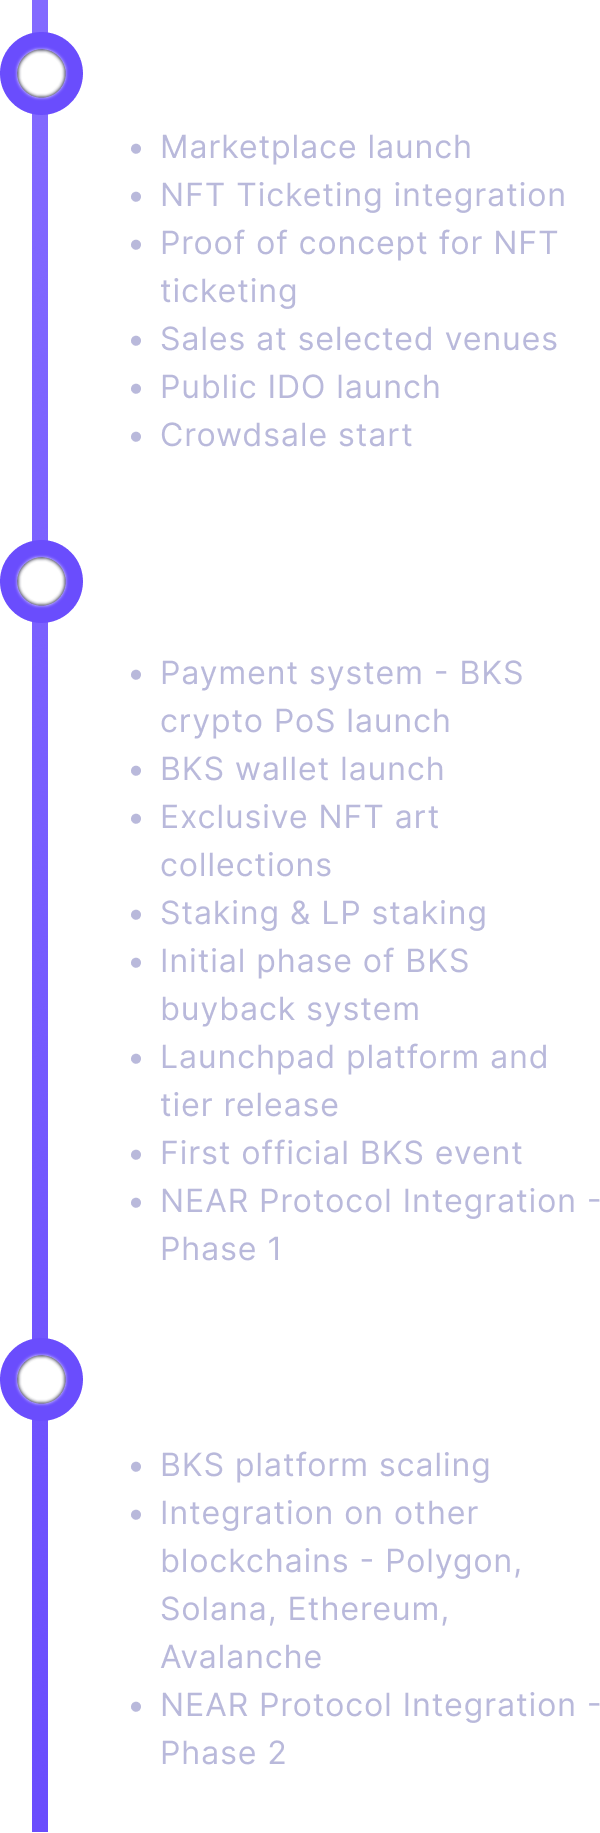 • Marketplace launch
• NFT Ticketing integration
• Proof of concept for NFT
ticketing
• Sales at selected venues
• Public IDO launch
• Crowdsale start
• Payment system - BKS
crypto PoS launch
• BKS wallet launch
• Exclusive NFT art
collections
• Staking & LP staking
• Initial phase of BKS
buyback system
• Launchpad platform and
tier release
• First official BKS event
• NEAR Protocol Integration -
Phase 1
• BKS platform scaling
• Integration on other
blockchains - Polygon,
Solana, Ethereum,
Avalanche
• NEAR Protocol Integration -
Phase 2